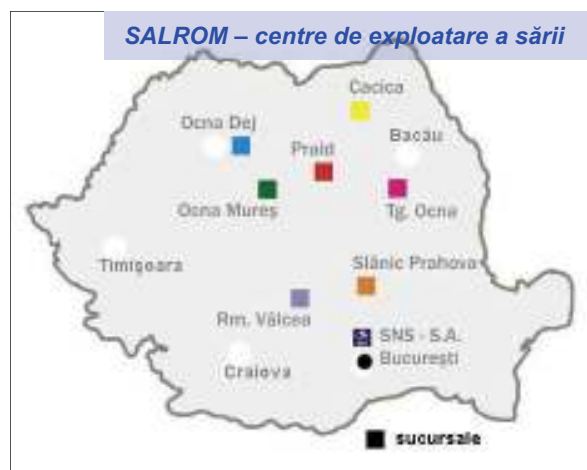 SALROM – centre de exploatare a sării
Cacica
Ocna Dej
Bacău
Praid
Ocna Mureș
Tg. Ocna
Timișoara
Slănic Prahova
Rm. Vâlcea
SNS - S.A.
București
Craiova
sucursale